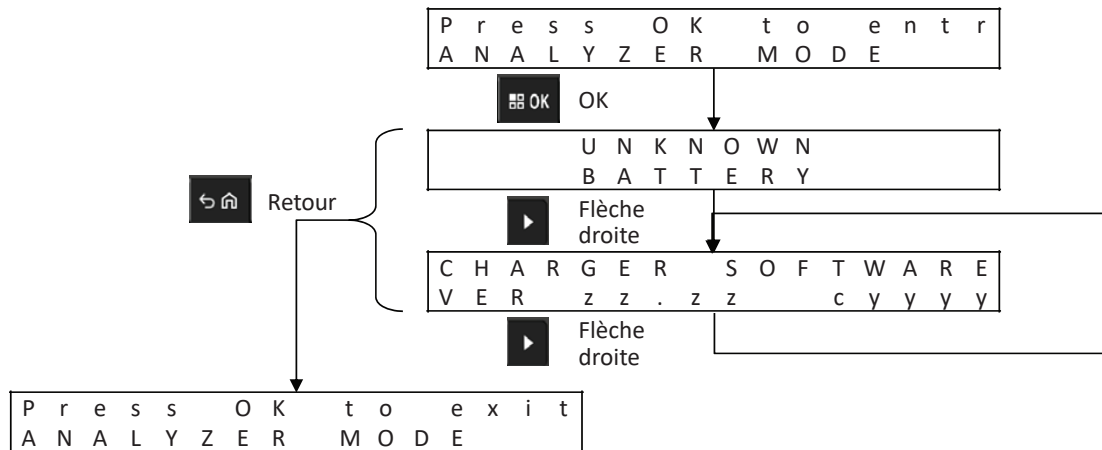 Press OK to entr
ANALYZER MODE
OK OK
UNKNOWN
BATTERY
Retour
Flèche
droite
CHARGER SOFTWARE
VER zz.zz cyyyy
Flèche
droite
Press OK to exit
ANALYZER MODE